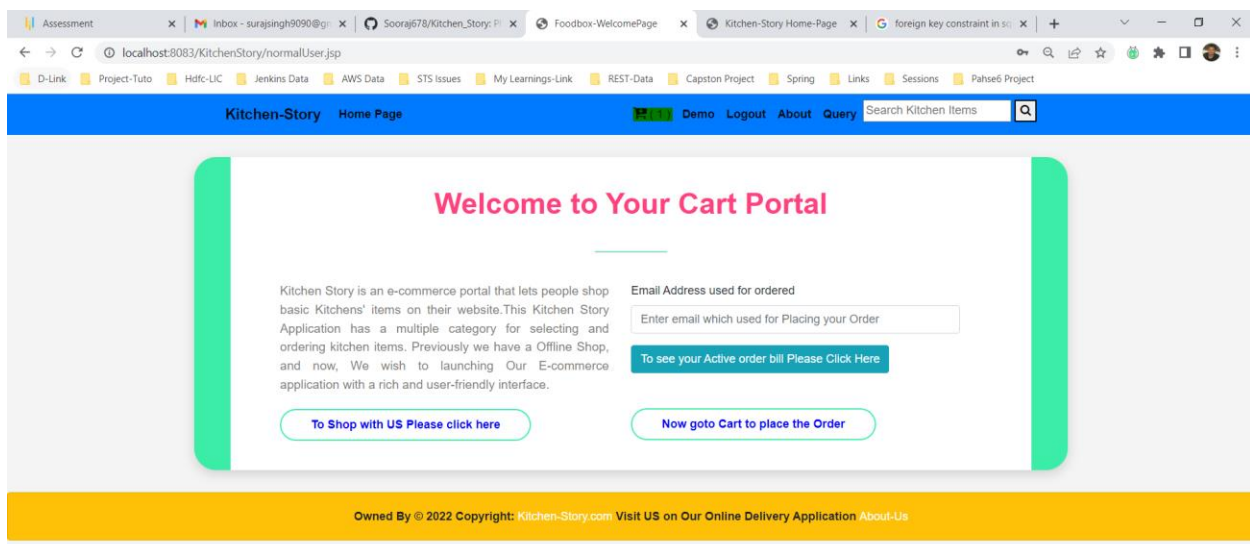 Assessment
Inbox - surajsingh9090@gm
Sooraj678/Kitchen_Story: P
Foodbox-WelcomePage
Kitchen-Story Home-Page
foreign key constraint in sq
localhost:8083/KitchenStory/normalUser.jsp
D-Link Project-Tuto Hdfc-LIC Jenkins Data AWS Data STS Issues My Learnings-Link REST-Data Capston Project Spring Links Sessions Pahse6 Project
Kitchen-Story Home Page ( 1 ) Demo Logout About Query Search Kitchen Items
Welcome to Your Cart Portal
Kitchen Story is an e-commerce portal that lets people shop
basic Kitchens' items on their website.This Kitchen Story
Application has a multiple category for selecting and
ordering kitchen items. Previously we have a Offline Shop,
and now, We wish to launching Our E-commerce
application with a rich and user-friendly interface.
To Shop with US Please click here
Email Address used for ordered
Enter email which used for Placing your Order
To see your Active order bill Please Click Here
Now goto Cart to place the Order
Owned By © 2022 Copyright: Kitchen-Story.com Visit US on Our Online Delivery Application About-Us